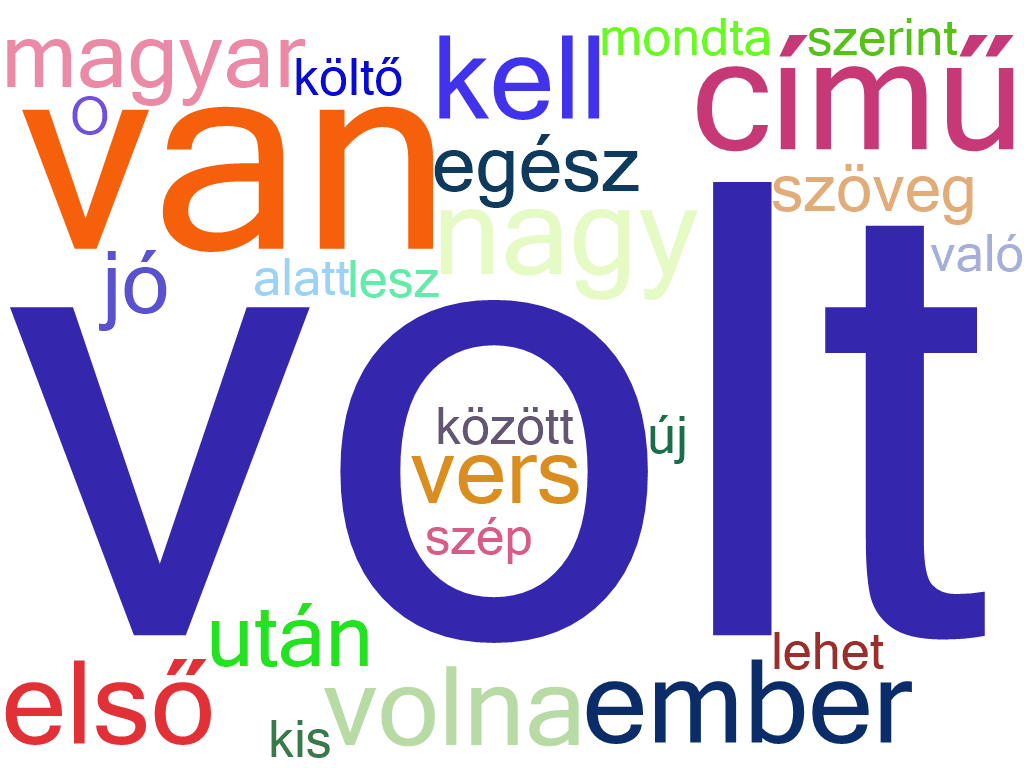 mondta szerint
magyar költő kell című
o van egész
szöveg
nagy
jó alatt lesz való
volt
között új
vers
szép
után lehet
első volna ember
kis